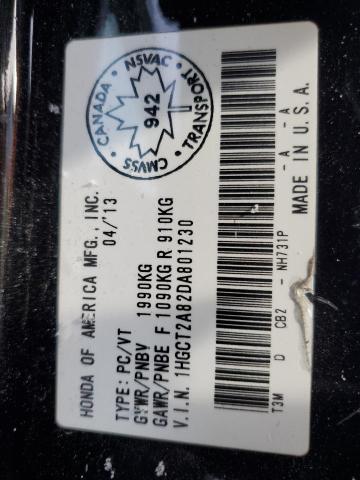 HONDA OF AMERICA MFG., INC.
04/'13
TYPE: PC/VT
GVWR/PNBV 1990KG
GAWR/PNBE F 1090KG R 910KG
V.I.N. 1HGCT2A82DA801230
CANADA · NSVAC · TRANSPORT · CMVSS ·
942
T3M D CB2 - NH731P - A - A
MADE IN U.S.A.